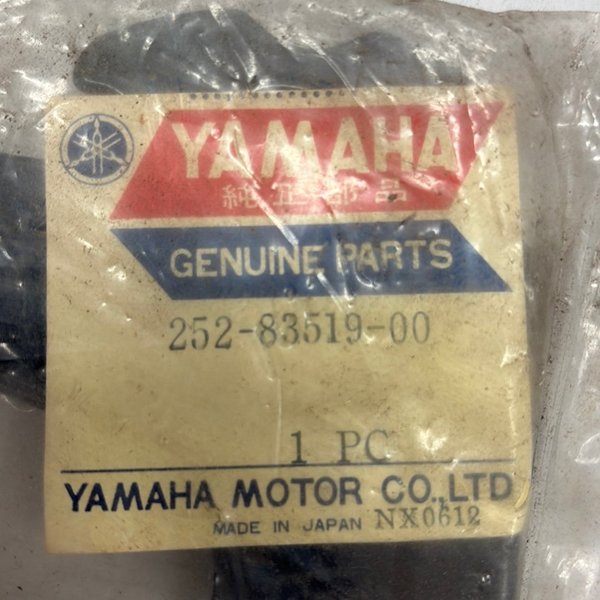 YAMAHA
純正部品
GENUINE PARTS
252-83519-00
1 PC
YAMAHA MOTOR CO.,LTD
MADE IN JAPAN NX0612